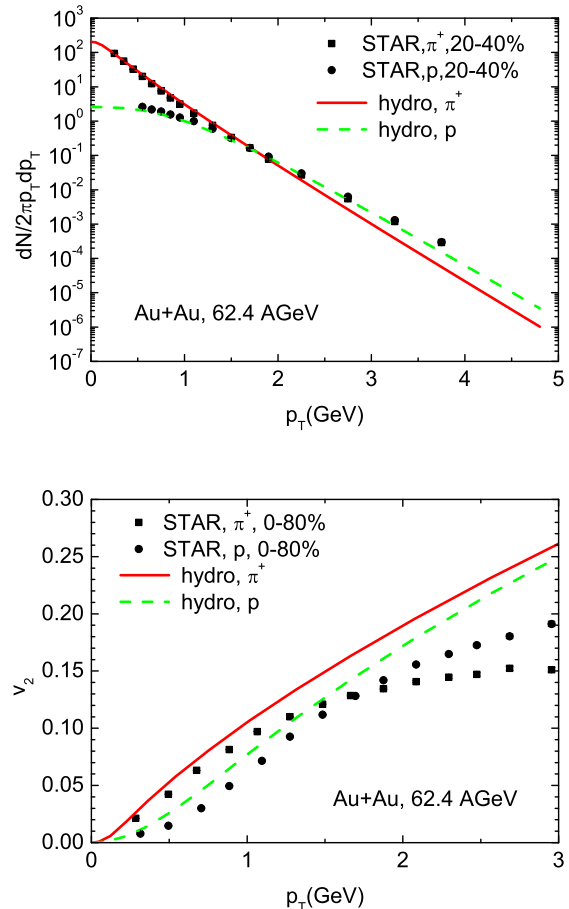 10^3
10^2
10^1
10^0
10^-1
10^-2
10^-3
10^-4
10^-5
10^-6
10^-7
dN/2πp_T dp_T
STAR,π^+,20-40%
STAR,p,20-40%
hydro, π^+
hydro, p
Au+Au, 62.4 AGeV
0 1 2 3 4 5
p_T(GeV)
0.30
0.25
0.20
0.15
0.10
0.05
0.00
v_2
STAR, π^+, 0-80%
STAR, p, 0-80%
hydro, π^+
hydro, p
Au+Au, 62.4 AGeV
0 1 2 3
p_T(GeV)